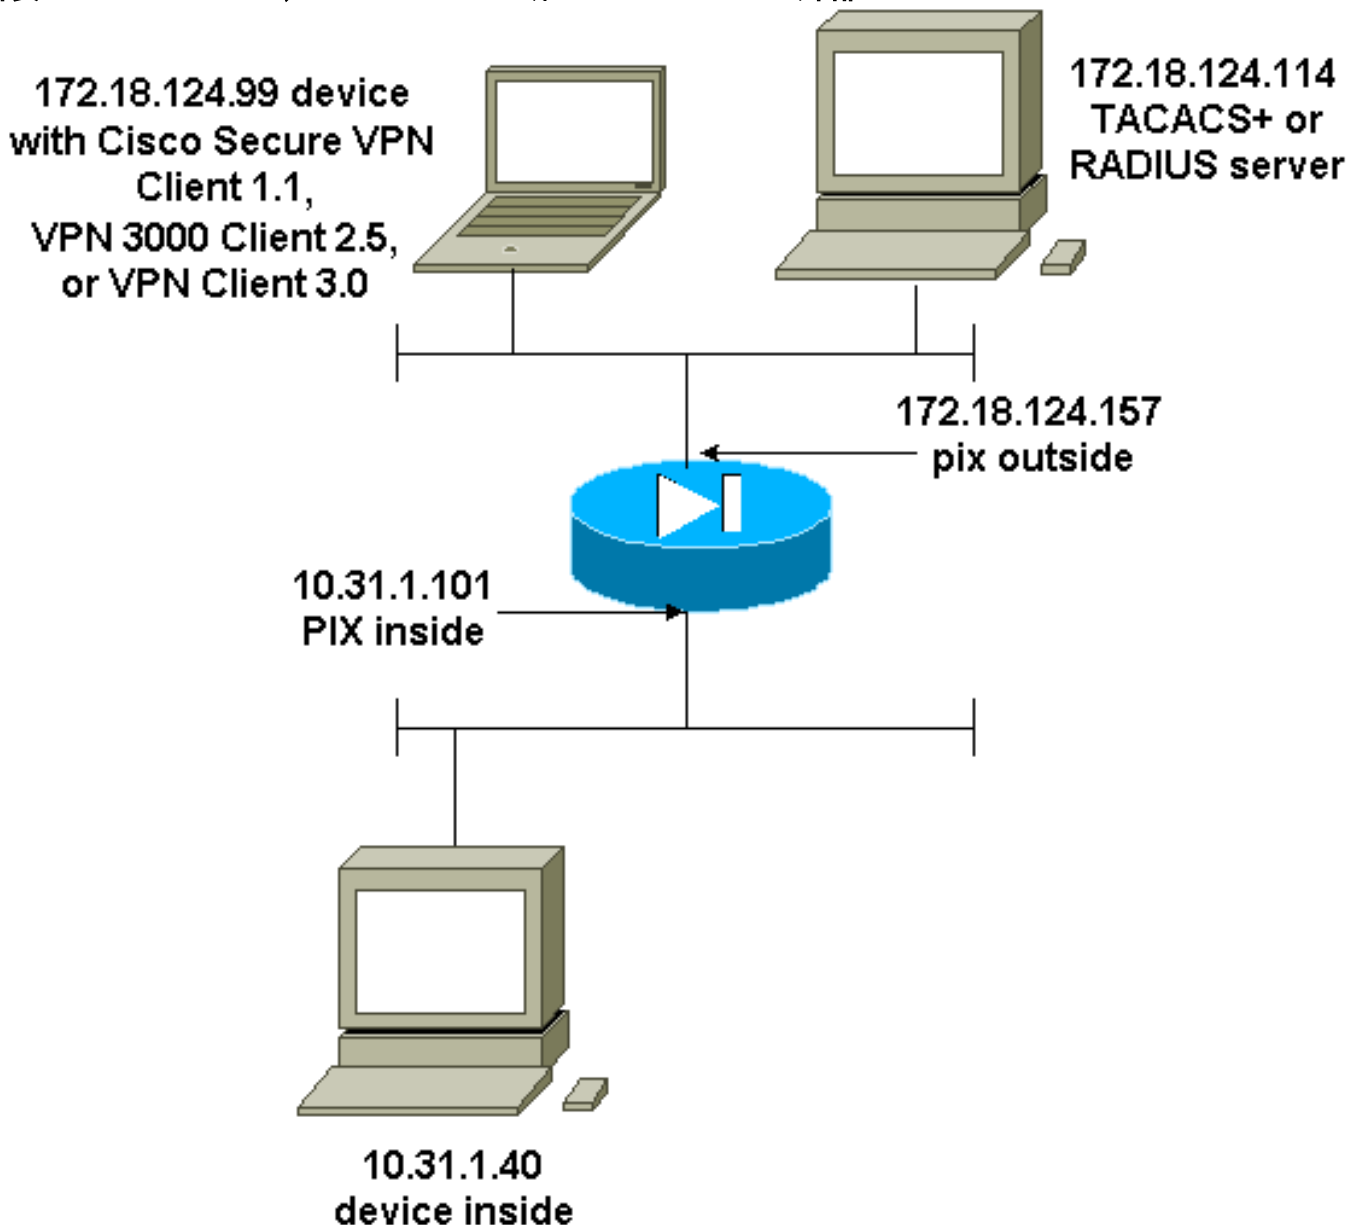 172.18.124.99 device
with Cisco Secure VPN
Client 1.1,
VPN 3000 Client 2.5,
or VPN Client 3.0
172.18.124.114
TACACS+ or
RADIUS server
172.18.124.157
pix outside
10.31.1.101
PIX inside
10.31.1.40
device inside